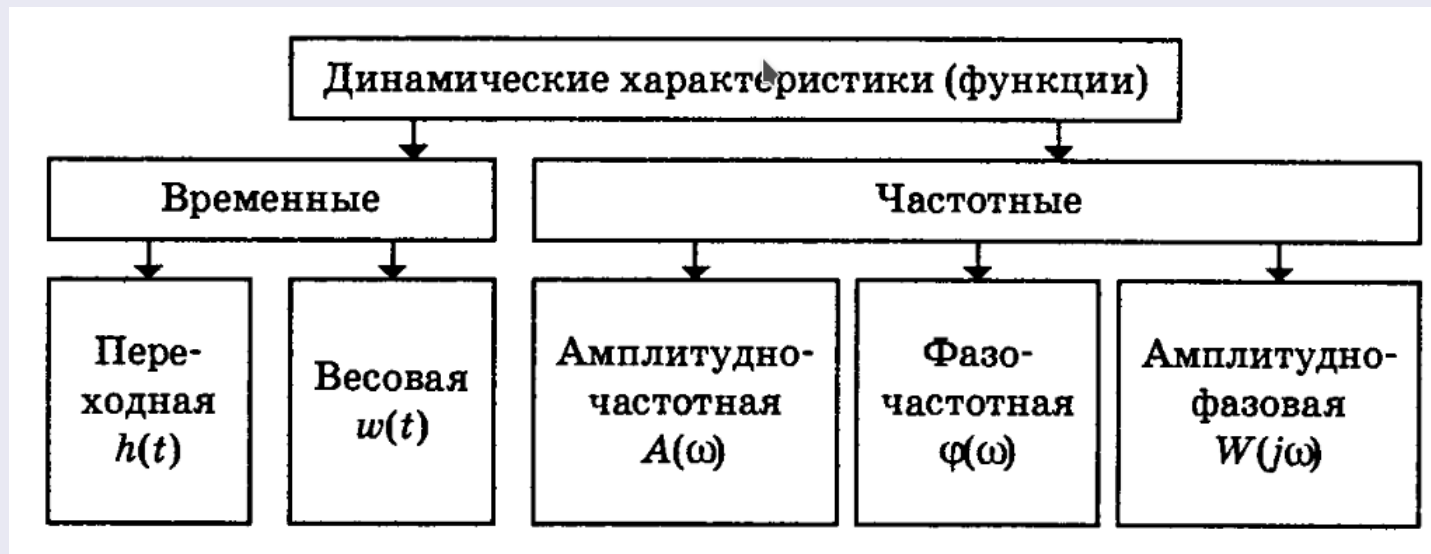 Динамические характеристики (функции)
Временные
Частотные
Пере-
ходная
h(t)
Весовая
w(t)
Амплитудно-
частотная
A(ω)
Фазо-
частотная
φ(ω)
Амплитудно-
фазовая
W(jω)